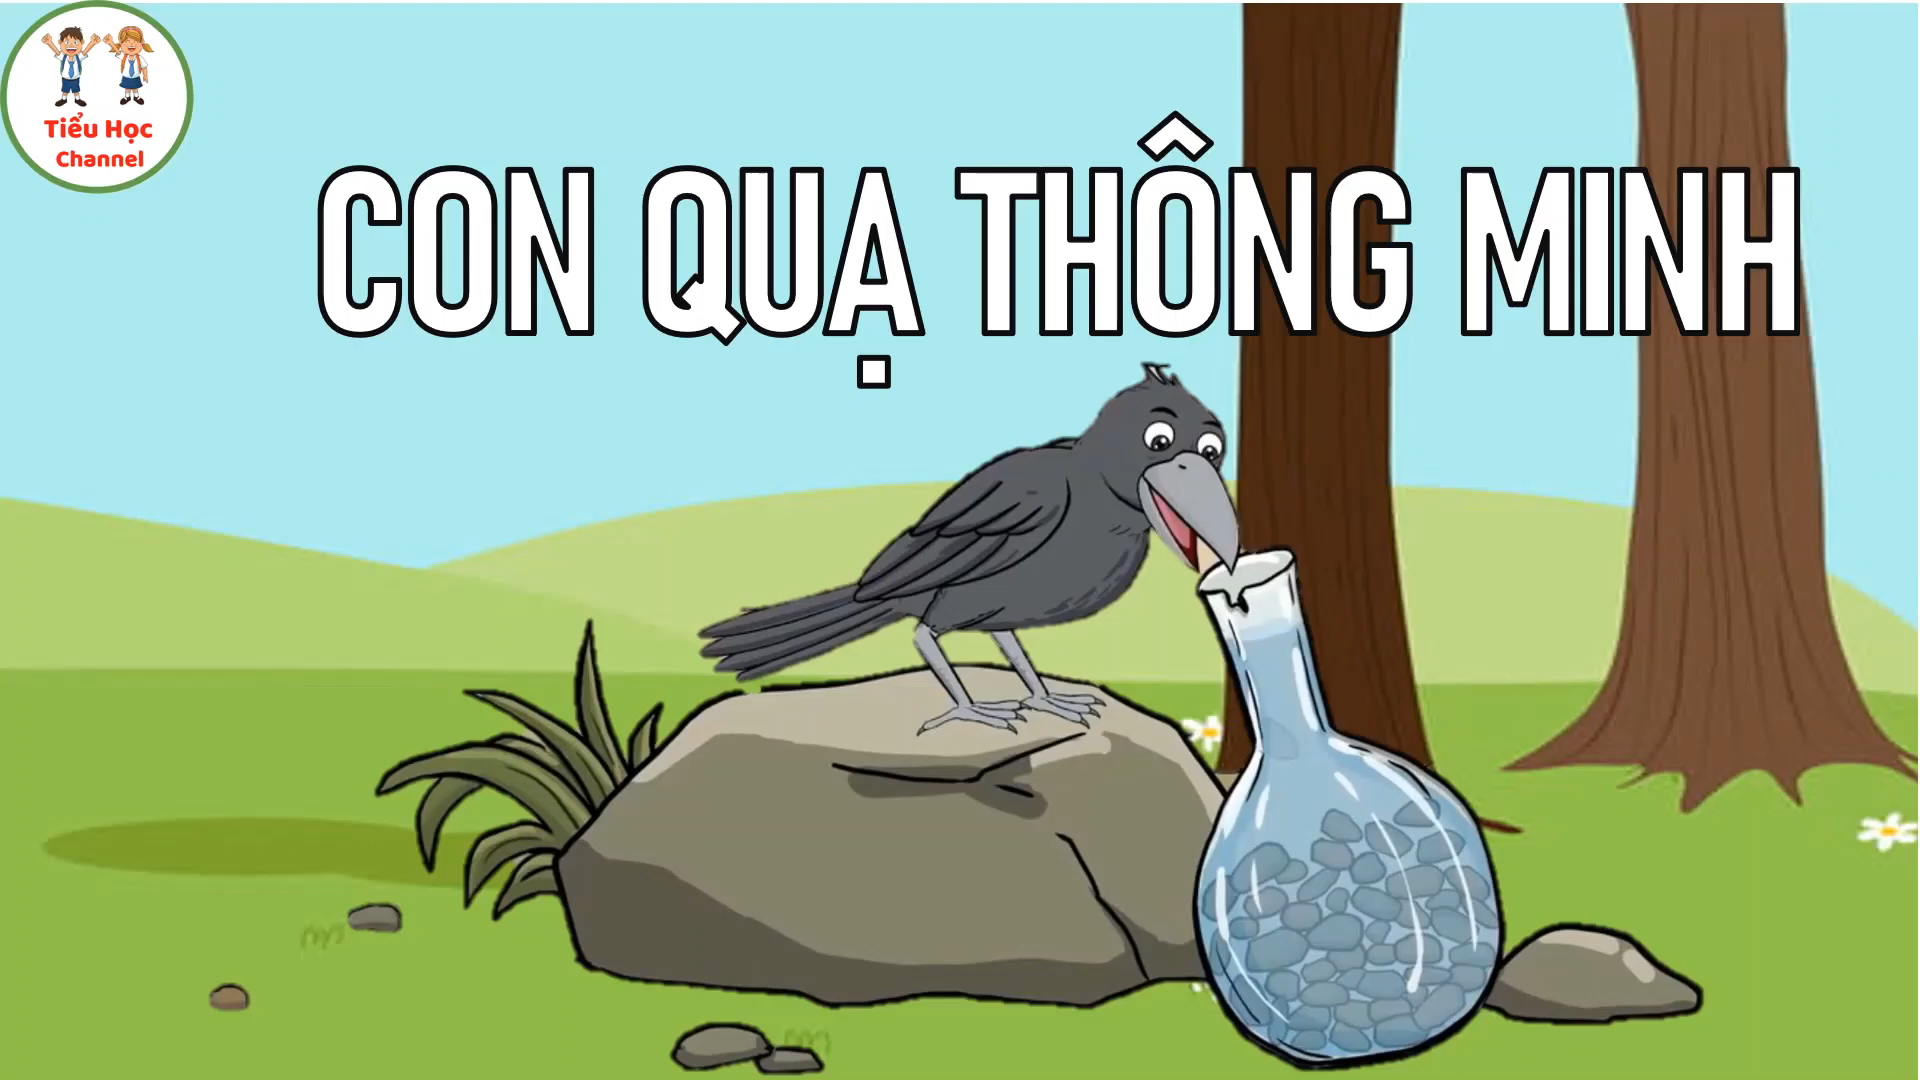 Tiểu Học
Channel
CON QUẠ THÔNG MINH